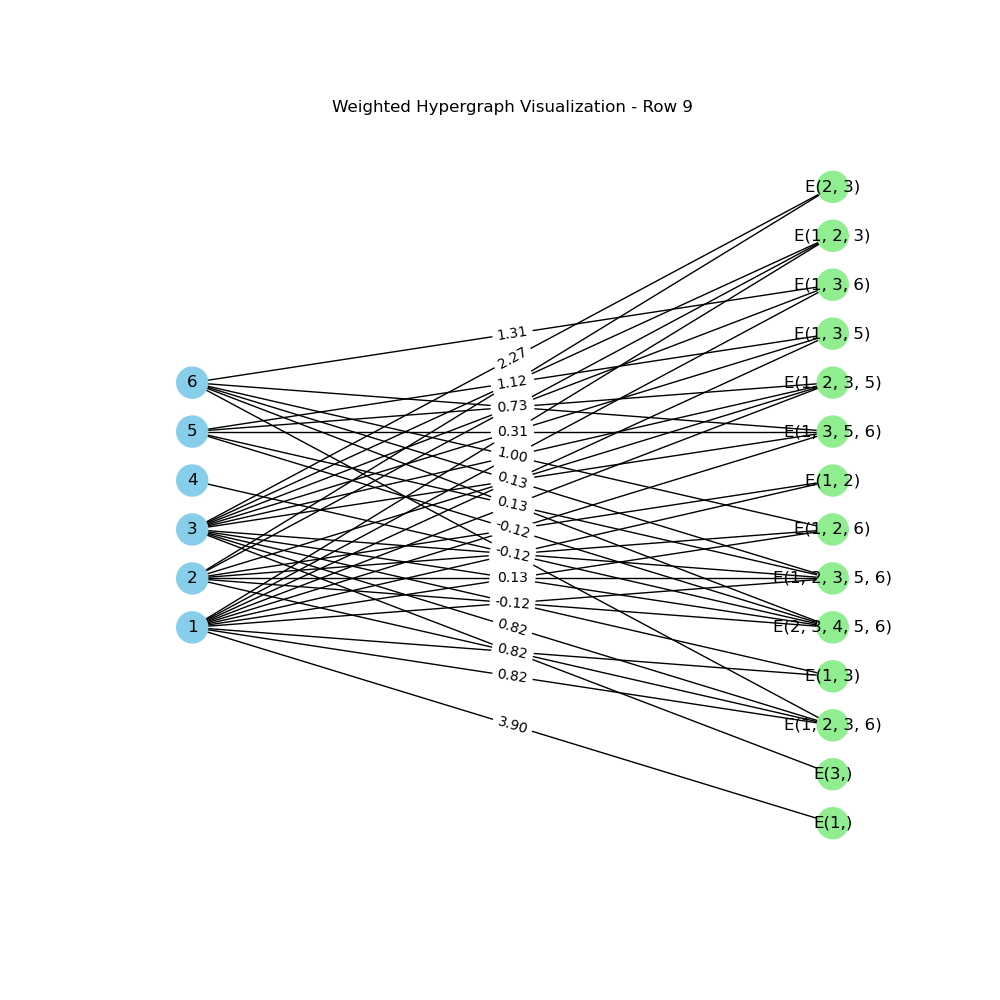 Weighted Hypergraph Visualization - Row 9
E(2, 3)
E(1, 2, 3)
E(1, 3, 6)
E(1, 3, 5)
E(1, 2, 3, 5)
E(1, 3, 5, 6)
E(1, 2)
E(1, 2, 6)
E(1, 2, 3, 5, 6)
E(2, 3, 4, 5, 6)
E(1, 3)
E(1, 2, 3, 6)
E(3,)
E(1,)
6
5
4
3
2
1
1.31
2.27
1.12
0.73
0.31
1.00
0.13
0.13
-0.12
-0.12
0.13
-0.12
0.82
0.82
0.82
3.90